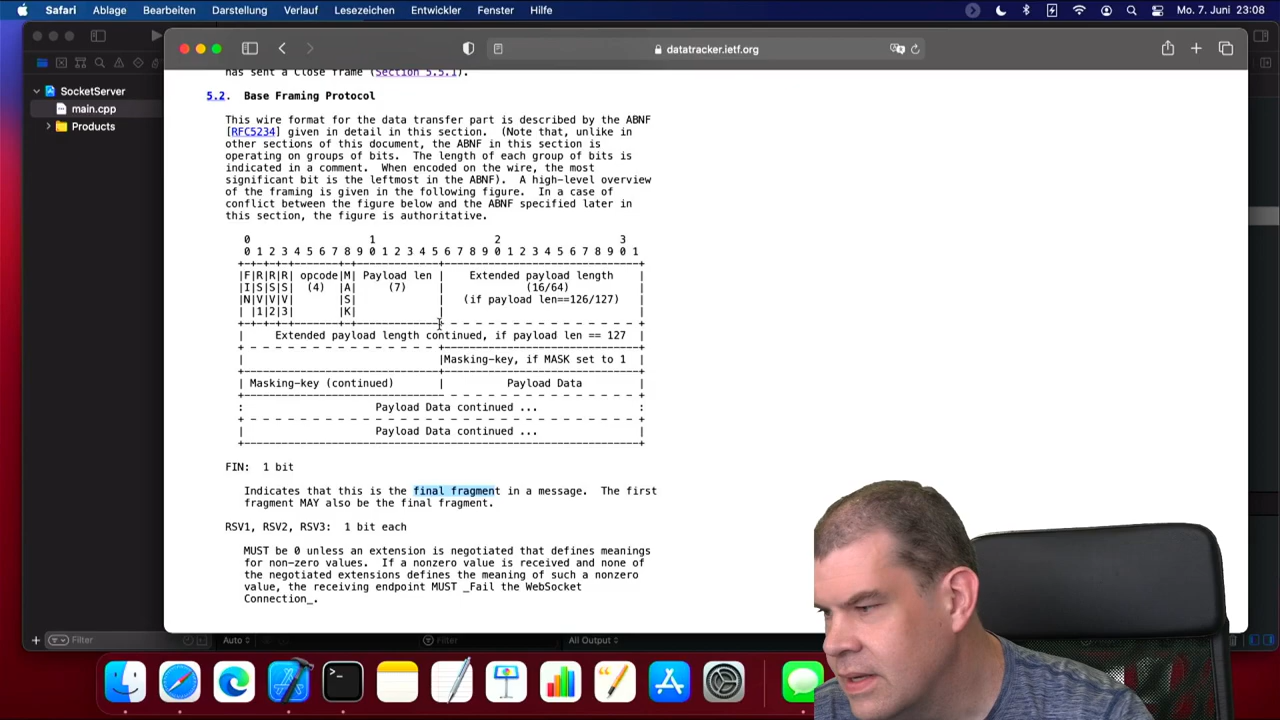 Safari Ablage Bearbeiten Darstellung Verlauf Lesezeichen Entwickler Fenster Hilfe Mo. 7. Juni 23:08
datatracker.ietf.org
SocketServer
main.cpp
Products
has sent a Close frame (Section 5.5.1).
5.2. Base Framing Protocol
This wire format for the data transfer part is described by the ABNF
[RFC5234] given in detail in this section. (Note that, unlike in
other sections of this document, the ABNF in this section is
operating on groups of bits. The length of each group of bits is
indicated in a comment. When encoded on the wire, the most
significant bit is the leftmost in the ABNF). A high-level overview
of the framing is given in the following figure. In a case of
conflict between the figure below and the ABNF specified later in
this section, the figure is authoritative.
0 1 2 3
0 1 2 3 4 5 6 7 8 9 0 1 2 3 4 5 6 7 8 9 0 1 2 3 4 5 6 7 8 9 0 1
+-+-+-+-+-------+-+-------------+-------------------------------+
|F|R|R|R| opcode|M| Payload len | Extended payload length |
|I|S|S|S| (4) |A| (7) | (16/64) |
|N|V|V|V| |S| | (if payload len==126/127) |
| |1|2|3| |K| | |
+-+-+-+-+-------+-+-------------+ - - - - - - - - - - - - - - - +
| Extended payload length continued, if payload len == 127 |
+ - - - - - - - - - - - - - - - +-------------------------------+
| |Masking-key, if MASK set to 1 |
+-------------------------------+-------------------------------+
| Masking-key (continued) | Payload Data |
+-------------------------------- - - - - - - - - - - - - - - - +
: Payload Data continued ... :
+ - - - - - - - - - - - - - - - - - - - - - - - - - - - - - - - +
| Payload Data continued ... |
+---------------------------------------------------------------+
FIN: 1 bit
Indicates that this is the final fragment in a message. The first
fragment MAY also be the final fragment.
RSV1, RSV2, RSV3: 1 bit each
MUST be 0 unless an extension is negotiated that defines meanings
for non-zero values. If a nonzero value is received and none of
the negotiated extensions defines the meaning of such a nonzero
value, the receiving endpoint MUST _Fail the WebSocket
Connection_.
Filter Auto Filter All Output